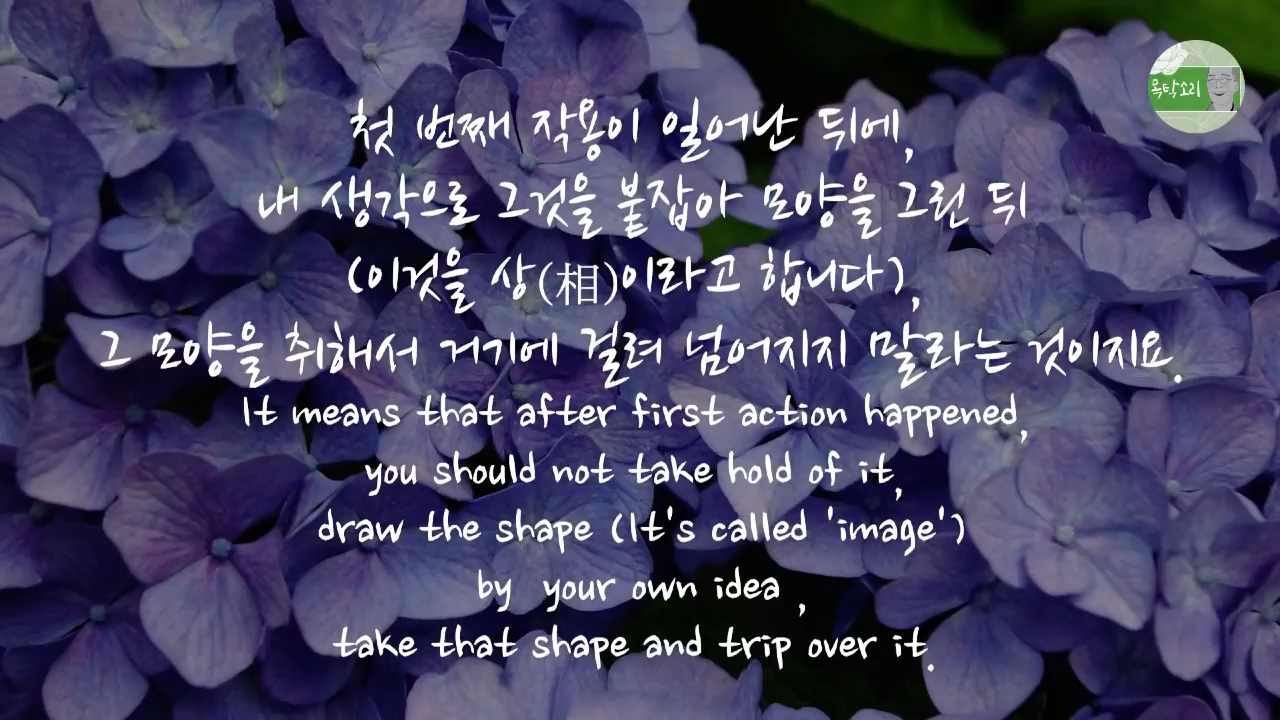 옥탁소리
첫 번째 작용이 일어난 뒤에,
내 생각으로 그것을 붙잡아 모양을 그린 뒤
(이것을 상(相)이라고 합니다),
그 모양을 취해서 거기에 걸려 넘어지지 말라는 것이지요.
It means that after first action happened,
you should not take hold of it,
draw the shape (It's called 'image')
by your own idea ,
take that shape and trip over it.